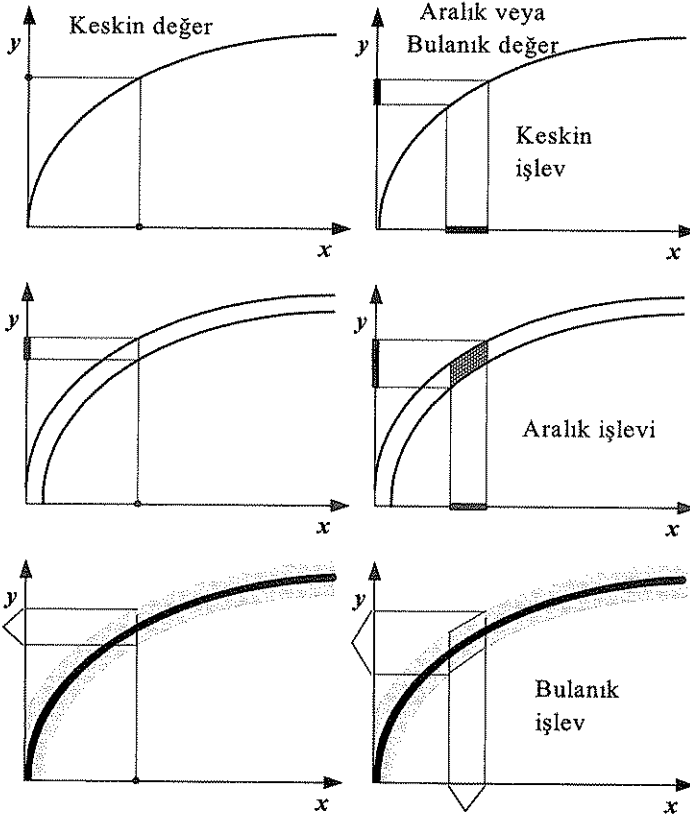 y
Keskin değer
x
y
Aralık veya
Bulanık değer
Keskin
işlev
x
y
x
y
Aralık işlevi
x
y
x
y
Bulanık
işlev
x